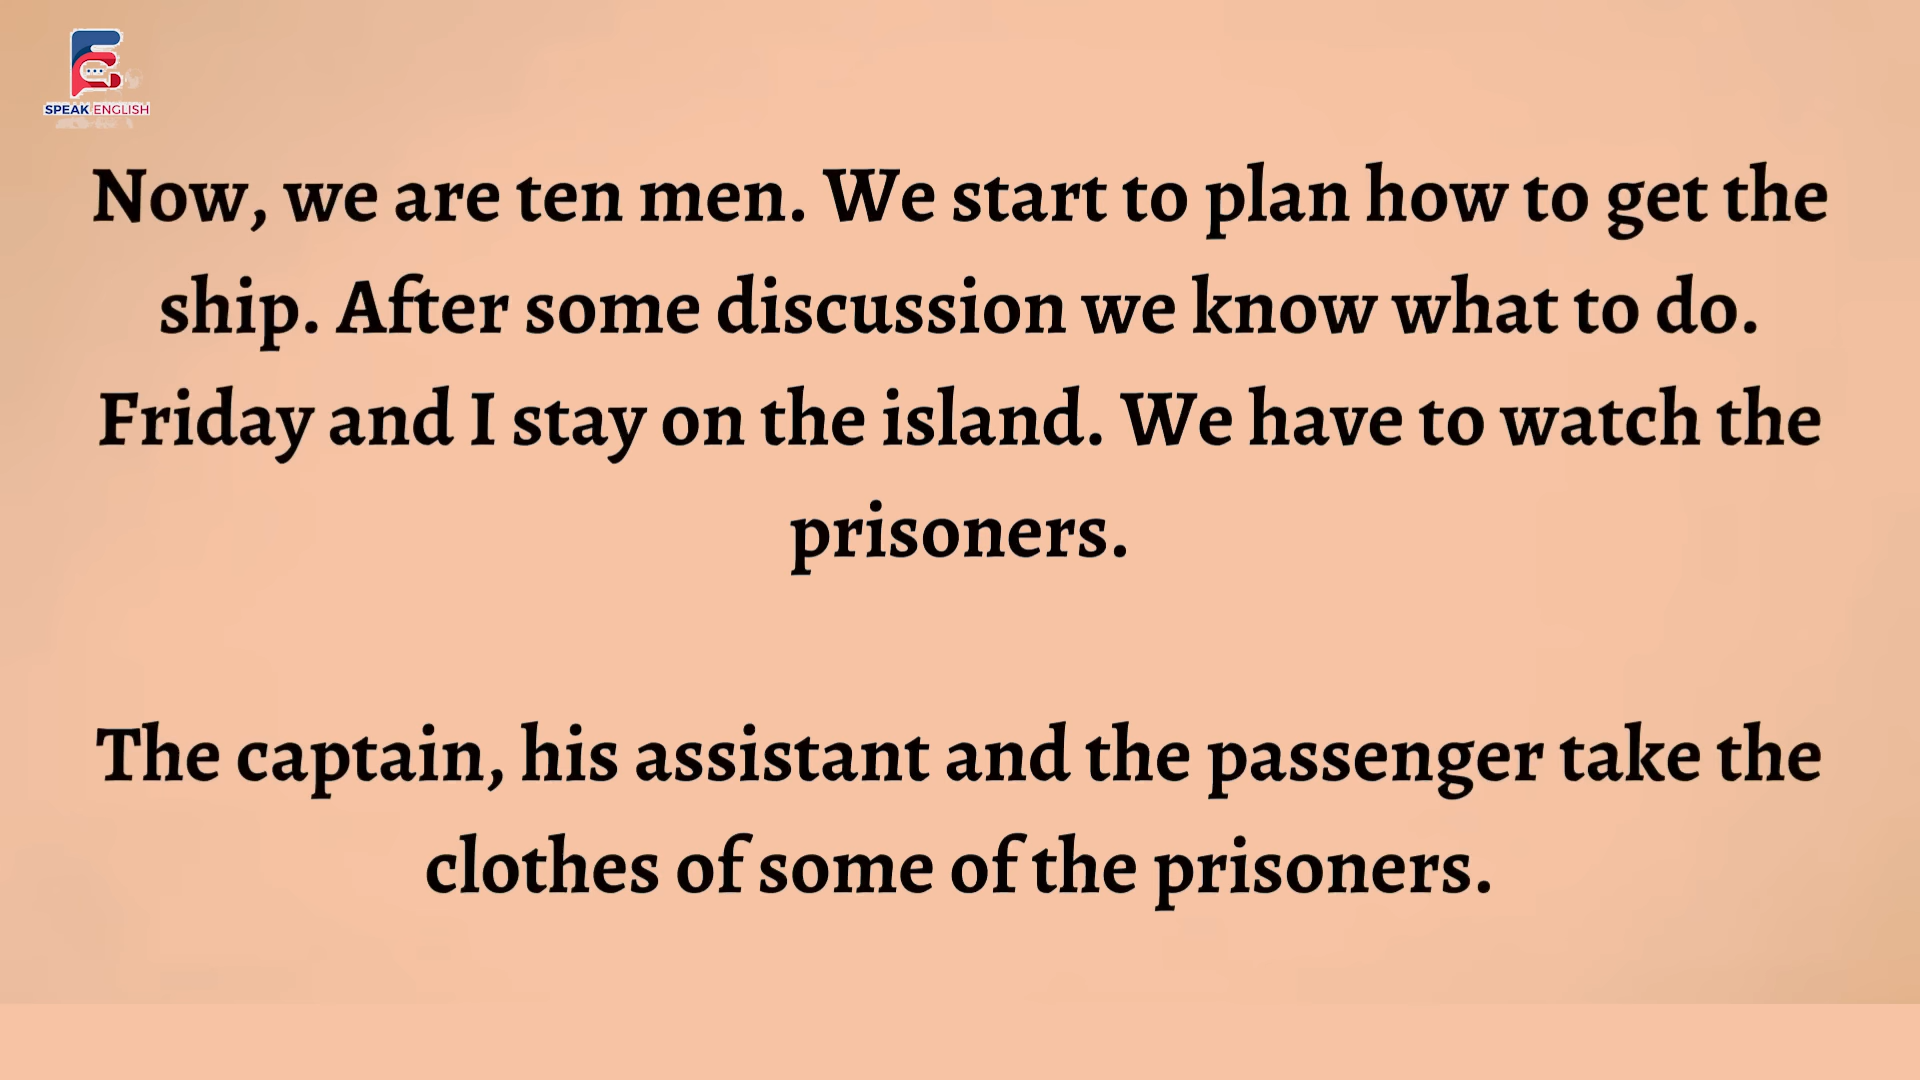 SPEAK ENGLISH
Now, we are ten men. We start to plan how to get the
ship. After some discussion we know what to do.
Friday and I stay on the island. We have to watch the
prisoners.
The captain, his assistant and the passenger take the
clothes of some of the prisoners.